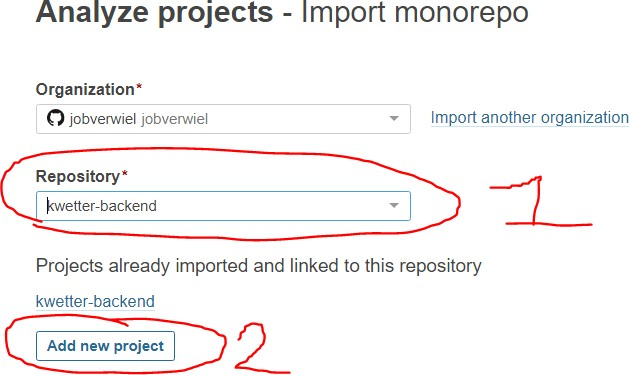 Analyze projects - Import monorepo
Organization*
jobverwiel jobverwiel
Import another organization
Repository*
kwetter-backend
1
Projects already imported and linked to this repository
kwetter-backend
Add new project
2